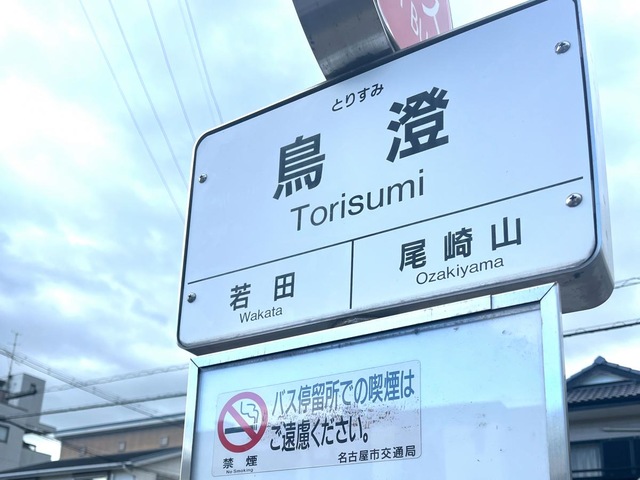 とりすみ
鳥澄
Torisumi
若田
Wakata
尾崎山
Ozakiyama
バス停留所での喫煙は
ご遠慮ください。
禁煙
No Smoking
名古屋市交通局